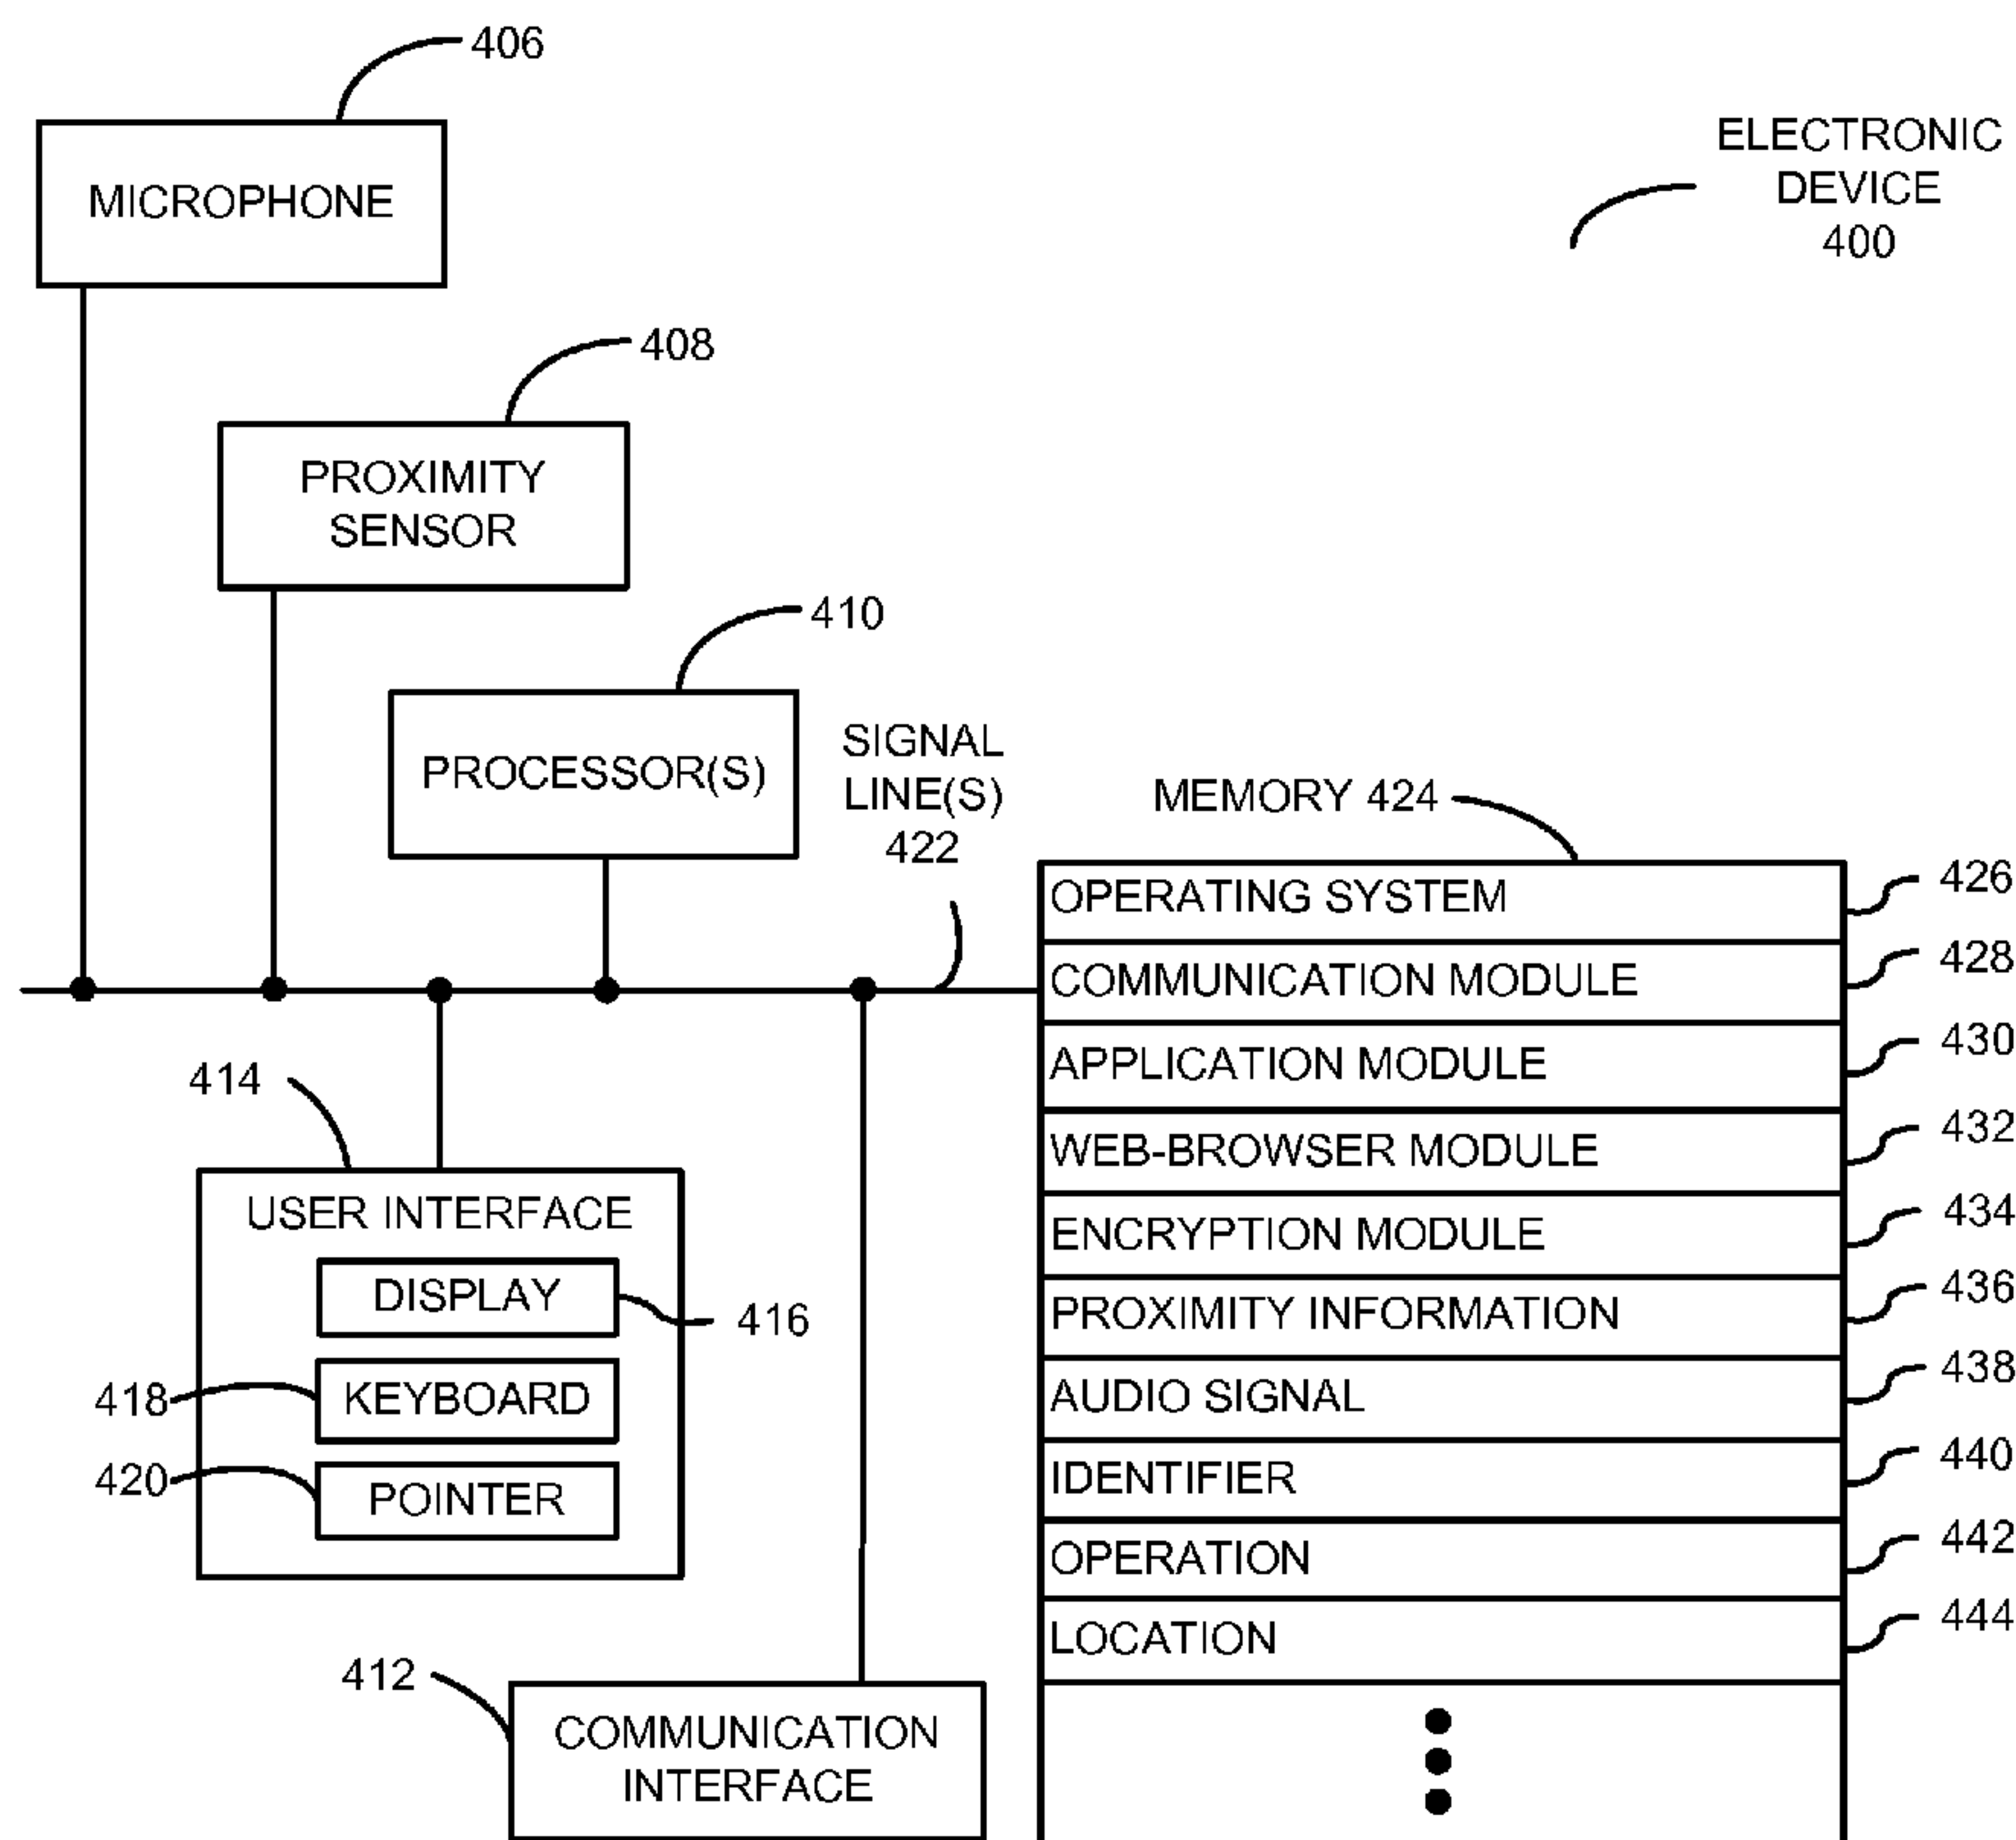 406
MICROPHONE
ELECTRONIC
DEVICE
400
408
PROXIMITY
SENSOR
410
PROCESSOR(S)
SIGNAL
LINE(S)
422
MEMORY 424
OPERATING SYSTEM
426
COMMUNICATION MODULE
428
APPLICATION MODULE
430
WEB-BROWSER MODULE
432
ENCRYPTION MODULE
434
PROXIMITY INFORMATION
436
AUDIO SIGNAL
438
IDENTIFIER
440
OPERATION
442
LOCATION
444
414
USER INTERFACE
DISPLAY
416
418
KEYBOARD
420
POINTER
412
COMMUNICATION
INTERFACE